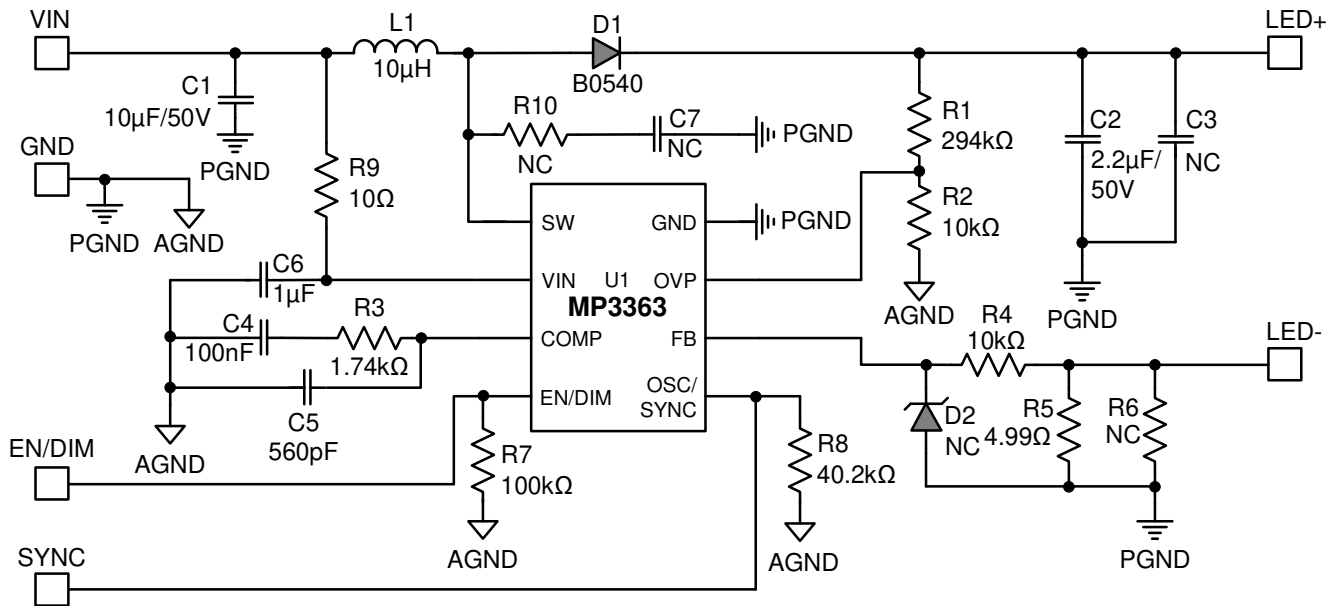 VIN
L1
10µH
D1
B0540
LED+
C1
10µF/50V
PGND
R10
NC
C7
NC
PGND
R1
294kΩ
C2
2.2µF/
50V
C3
NC
GND
PGND
AGND
R9
10Ω
R2
10kΩ
AGND
PGND
SW
GND
PGND
VIN
U1
OVP
MP3363
COMP
FB
EN/DIM
OSC/
SYNC
C6
1µF
C4
100nF
R3
1.74kΩ
C5
560pF
AGND
R4
10kΩ
LED-
D2
NC
R5
4.99Ω
R6
NC
PGND
EN/DIM
R7
100kΩ
AGND
R8
40.2kΩ
AGND
SYNC